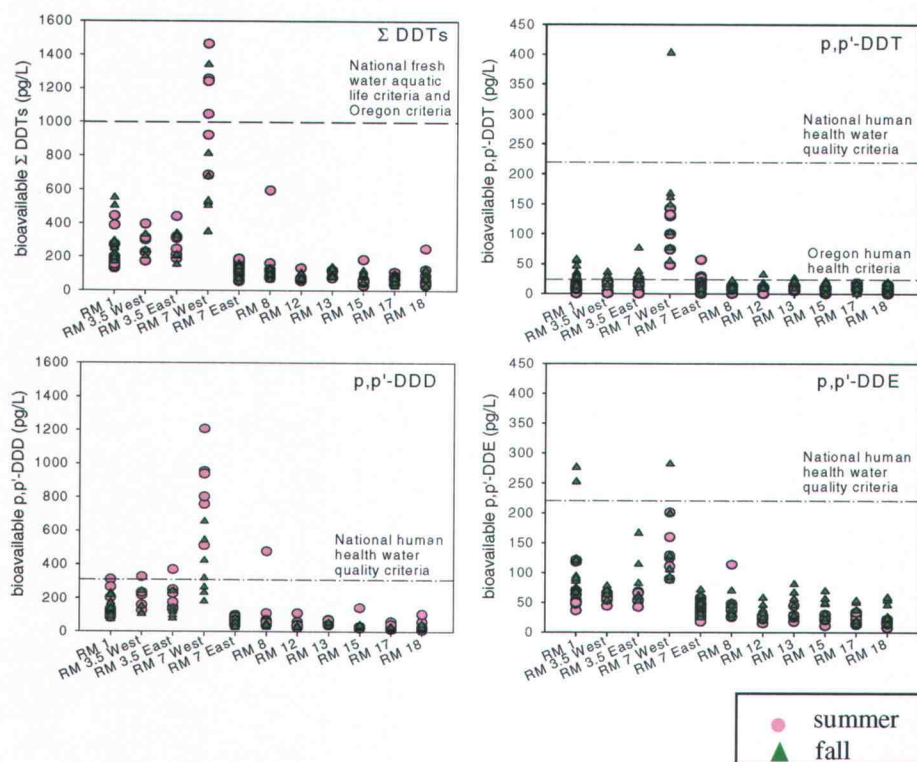 Σ DDTs
National fresh
water aquatic
life criteria and
Oregon criteria
bioavailable Σ DDTs (pg/L)
1600
1400
1200
1000
800
600
400
200
0
RM 1
RM 3.5 West
RM 3.5 East
RM 7 West
RM 7 East
RM 8
RM 12
RM 13
RM 15
RM 17
RM 18
p,p'-DDT
National human
health water
quality criteria
Oregon human
health criteria
bioavailable p,p'-DDT (pg/L)
450
400
350
300
250
200
150
100
50
0
RM 1
RM 3.5 West
RM 3.5 East
RM 7 West
RM 7 East
RM 8
RM 12
RM 13
RM 15
RM 17
RM 18
p,p'-DDD
National human
health water
quality criteria
bioavailable p,p'-DDD (pg/L)
1600
1400
1200
1000
800
600
400
200
0
RM 1
RM 3.5 West
RM 3.5 East
RM 7 West
RM 7 East
RM 8
RM 12
RM 13
RM 15
RM 17
RM 18
p,p'-DDE
National human
health water
quality criteria
bioavailable p,p'-DDE (pg/L)
450
400
350
300
250
200
150
100
50
0
RM 1
RM 3.5 West
RM 3.5 East
RM 7 West
RM 7 East
RM 8
RM 12
RM 13
RM 15
RM 17
RM 18
summer
fall